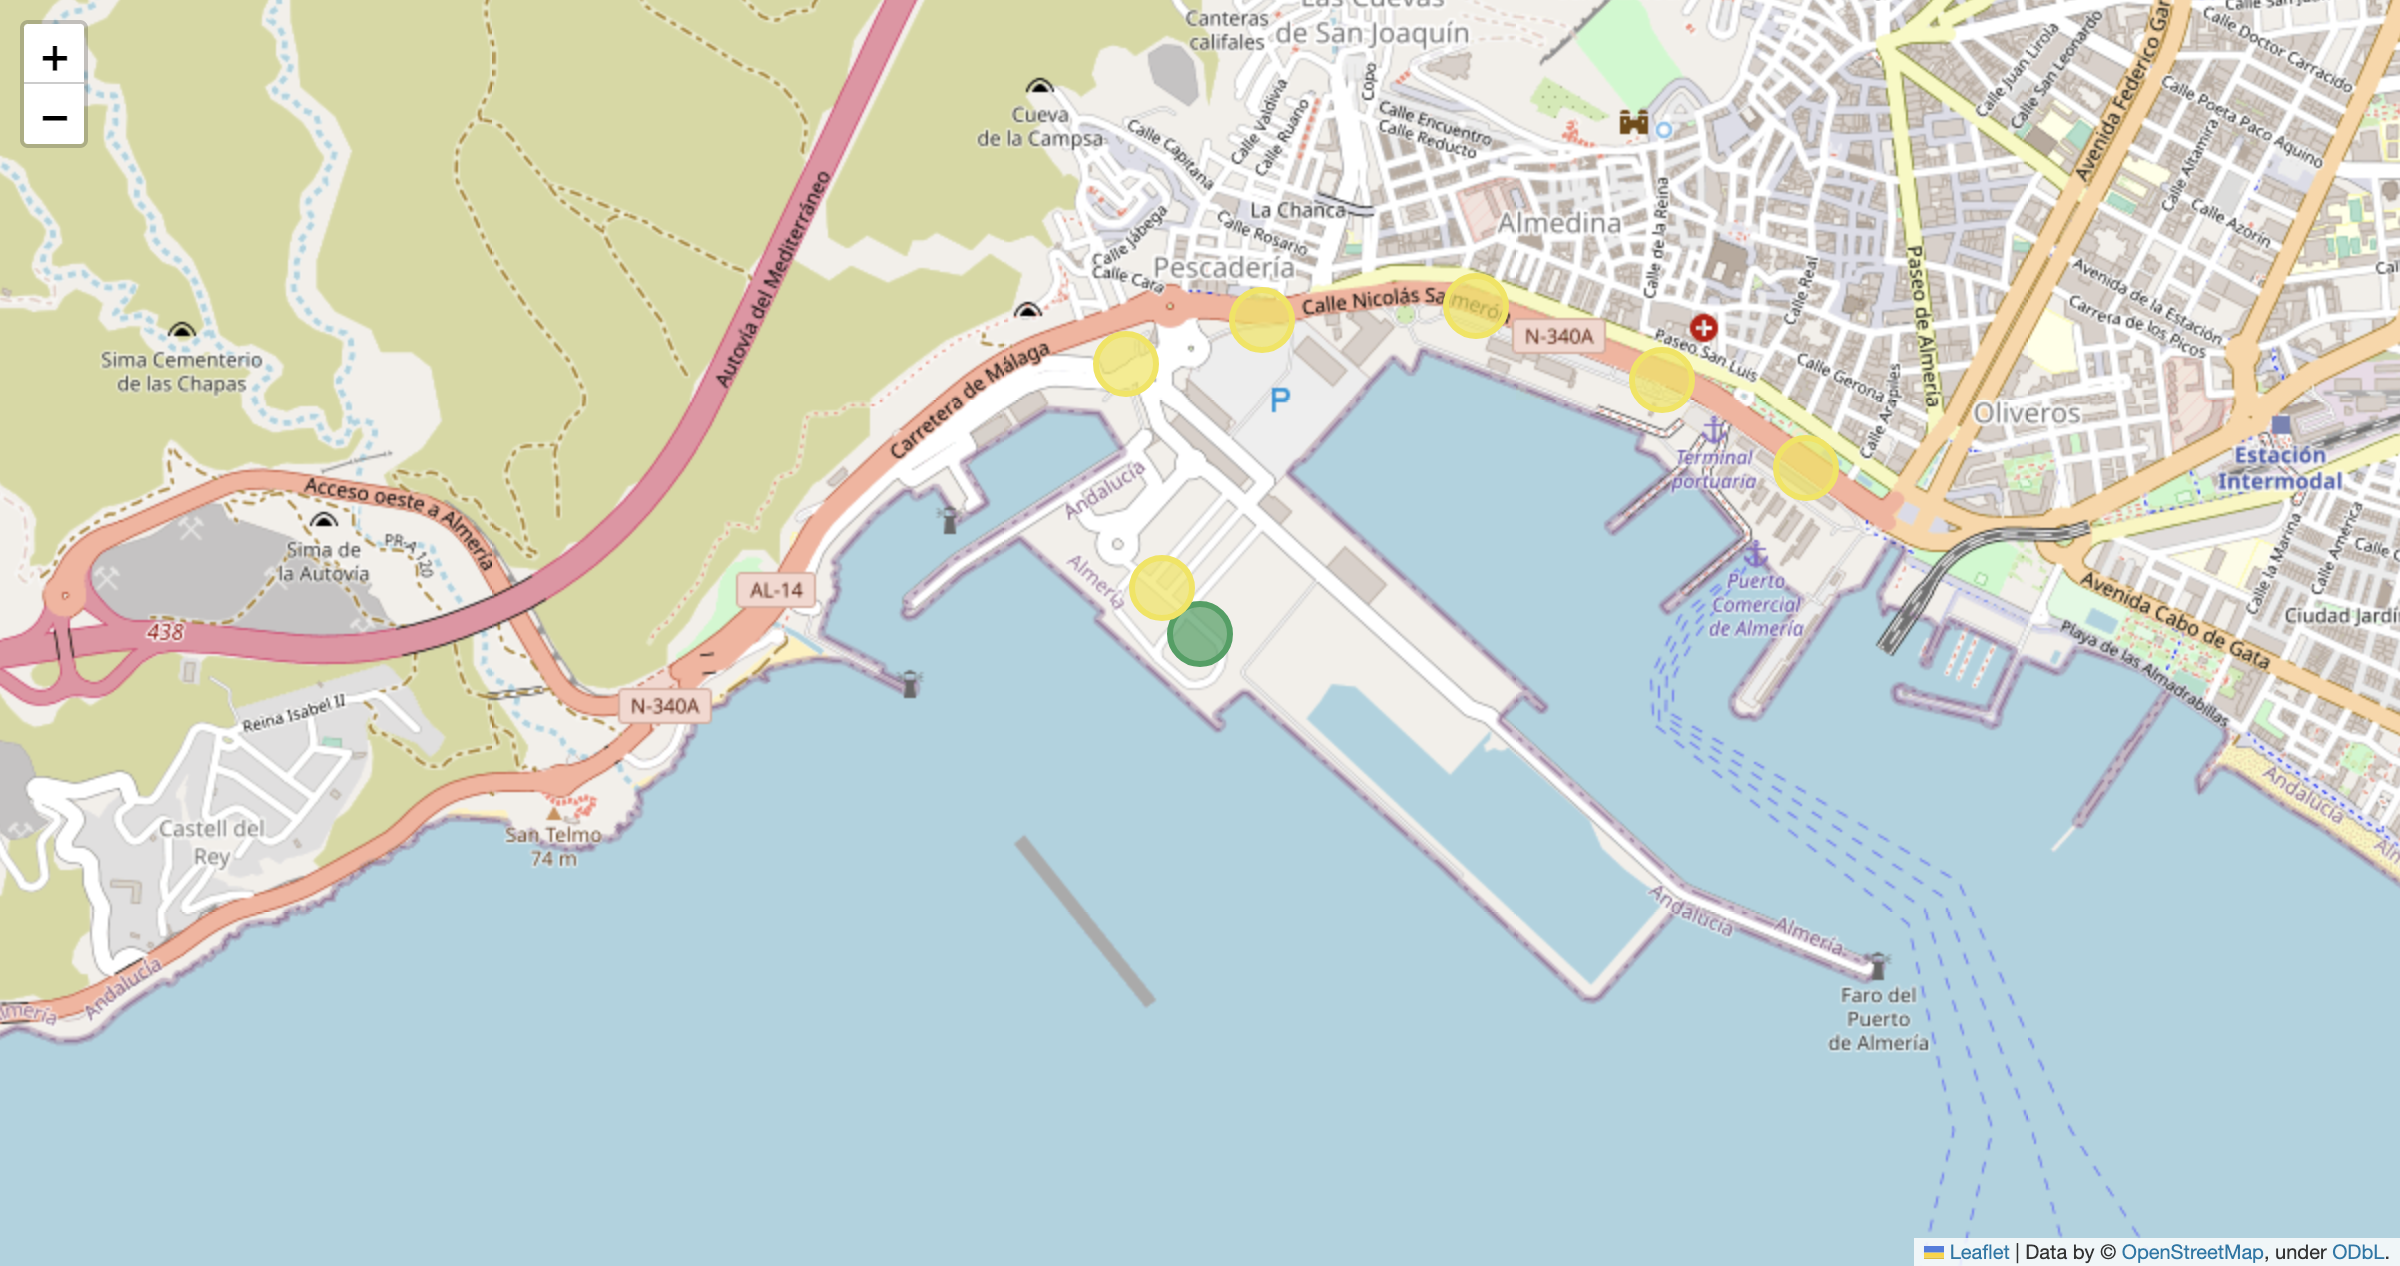 +
−
Canteras
califales
Las Cuevas
de San Joaquín
Copo
Cueva
de la Campsa
Calle Capitana
Calle Valdivia
Calle Ruano
Calle Encuentro
Calle Reducto
La Chanca
Calle Rosario
Calle Jábega
Calle Cara
Pescadería
Almedina
Calle de la Reina
Calle Real
Paseo de Almería
Calle Juan Lirola
Calle San Leonardo
Avenida Federico Gar
Calle Doctor Carracido
Calle Poeta Paco Aquino
Calle Altamira
Calle Azorín
Avenida de la Estación
Carrera de los Picos
Autovía del Mediterráneo
Sima Cementerio
de las Chapas
Carretera de Málaga
Calle Nicolás Salmerón
N-340A
Paseo San Luis
Calle Gerona
Calle Arapiles
Oliveros
P
Terminal
portuaria
Estación
Intermodal
Acceso oeste a Almería
Sima de
la Autovía
PR-A 120
Andalucía
Almería
AL-14
438
N-340A
Puerto
Comercial
de Almería
Avenida Cabo de Gata
Calle la Marina
Calle América
Calle
Ciudad Jardí
Playa de las Almadrabillas
Reina Isabel II
Castell del
Rey
San Telmo
74 m
Andalucía
Almería
Andalucía
Almería
Andalucía
Faro del
Puerto
de Almería
Leaflet | Data by © OpenStreetMap, under ODbL.